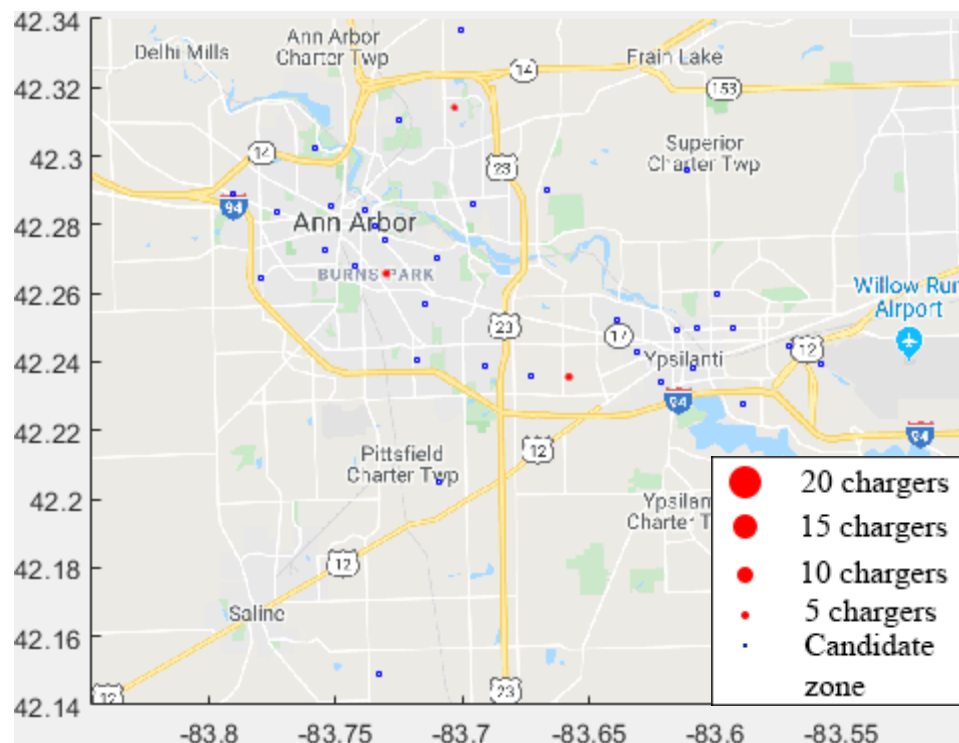 42.34
42.32
42.3
42.28
42.26
42.24
42.22
42.2
42.18
42.16
42.14
-83.8
-83.75
-83.7
-83.65
-83.6
-83.55
Delhi Mills
Ann Arbor
Charter Twp
14
Frain Lake
153
14
23
Superior
Charter Twp
94
Ann Arbor
BURNS PARK
Willow Run
Airport
23
17
12
Ypsilanti
94
94
12
Pittsfield
Charter Twp
Ypsilan
Charter T
12
Saline
12
23
20 chargers
15 chargers
10 chargers
5 chargers
Candidate
zone